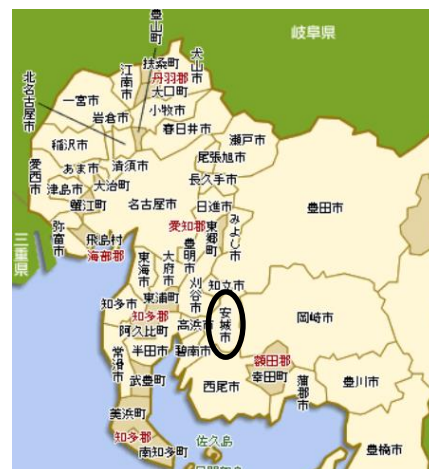 岐阜県
豊山町
犬山市
扶桑町
丹羽郡
江南市
大口町
北名古屋市
一宮市
岩倉市
小牧市
春日井市
瀬戸市
稲沢市
尾張旭市
愛西市
あま市
清須市
長久手市
津島市
大治町
蟹江町
名古屋市
日進市
豊田市
みよし市
弥富市
飛島村
海部郡
愛知郡
東郷町
豊明市
三重県
東海市
大府市
刈谷市
知立市
知多市
東浦町
安城市
岡崎市
知多郡
阿久比町
高浜市
常滑市
半田市
碧南市
額田郡
幸田町
蒲郡市
武豊町
西尾市
豊川市
美浜町
知多郡
南知多町
佐久島
豊橋市